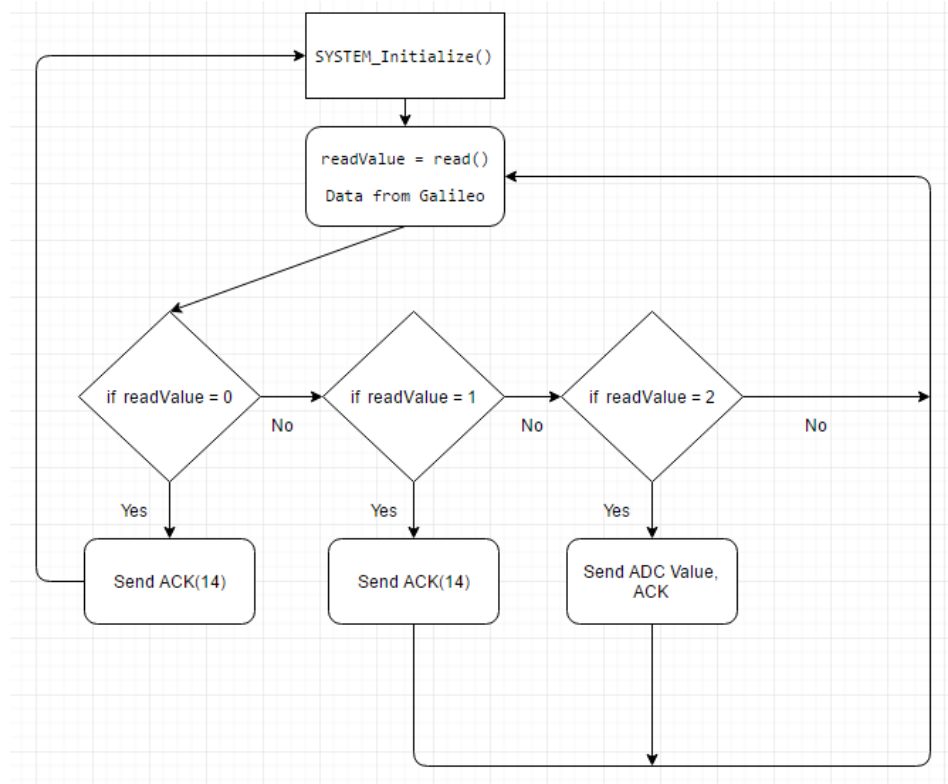 SYSTEM_Initialize()
readValue = read()
Data from Galileo
if readValue = 0
No
if readValue = 1
No
if readValue = 2
No
Yes
Yes
Yes
Send ACK(14)
Send ACK(14)
Send ADC Value,
ACK